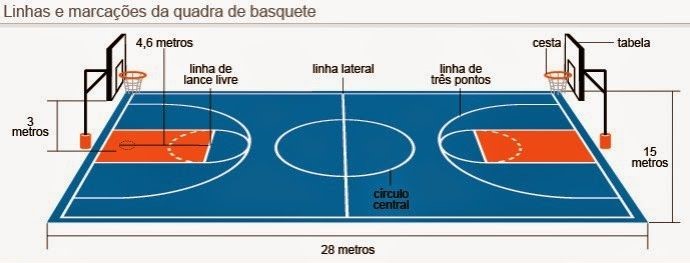 Linhas e marcações da quadra de basquete
4,6 metros
cesta
tabela
linha de
lance livre
linha lateral
linha de
três pontos
3
metros
15
metros
círculo
central
28 metros